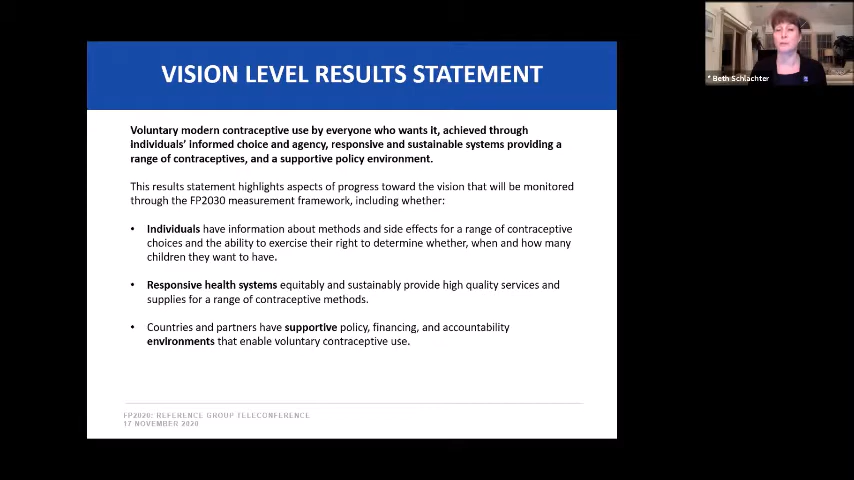 VISION LEVEL RESULTS STATEMENT
* Beth Schlachter
Voluntary modern contraceptive use by everyone who wants it, achieved through
individuals' informed choice and agency, responsive and sustainable systems providing a
range of contraceptives, and a supportive policy environment.
This results statement highlights aspects of progress toward the vision that will be monitored
through the FP2030 measurement framework, including whether:
• Individuals have information about methods and side effects for a range of contraceptive
choices and the ability to exercise their right to determine whether, when and how many
children they want to have.
• Responsive health systems equitably and sustainably provide high quality services and
supplies for a range of contraceptive methods.
• Countries and partners have supportive policy, financing, and accountability
environments that enable voluntary contraceptive use.
FP2020: REFERENCE GROUP TELECONFERENCE
17 NOVEMBER 2020